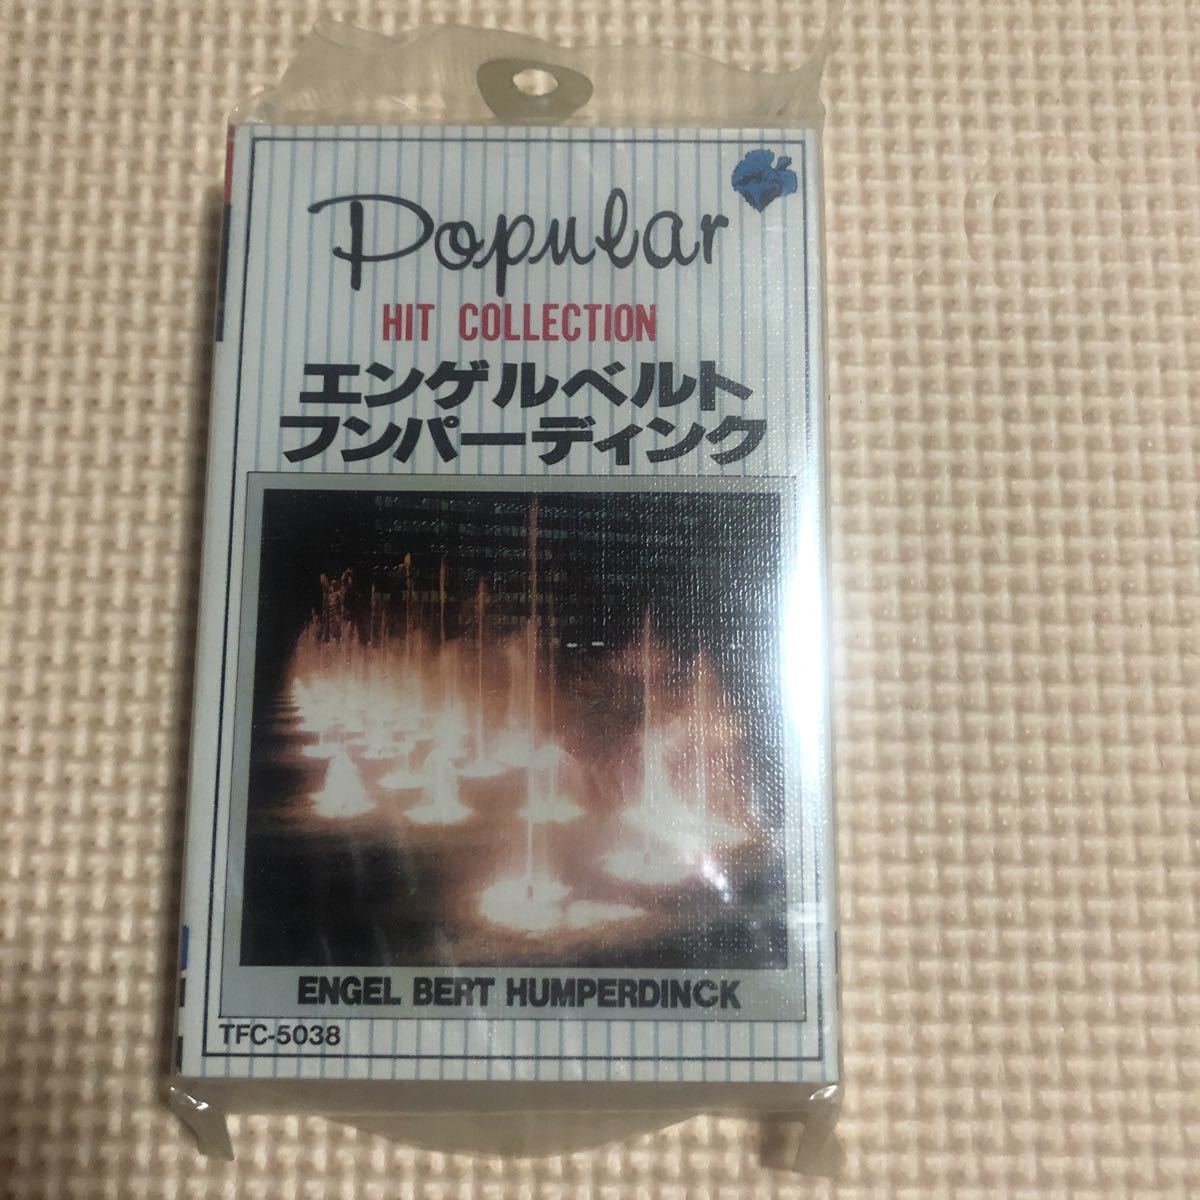 Popular
HIT COLLECTION
エンゲルベルト
フンパーディンク
ENGEL BERT HUMPERDINCK
TFC-5038